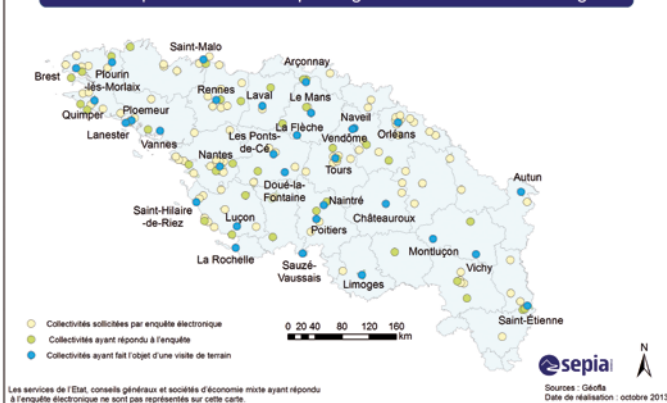 Saint-Malo
Arçonnay
Brest
Plourin
-lés-Morlaix
Rennes
Laval
Le Mans
Naveil
Quimper
Ploemeur
La Flèche
Vendôme
Orléans
Lanester
Vannes
Les Ponts-
de-Cé
Nantes
Tours
Autun
Doué-la-
Fontaine
Naintré
Saint-Hilaire
-de-Riez
Luçon
Châteauroux
Poitiers
La Rochelle
Montluçon
Sauzé-
Vaussais
Vichy
Limoges
Saint-Étienne
Collectivités sollicitées par enquête électronique
Collectivités ayant répondu à l'enquête
Collectivités ayant fait l'objet d'une visite de terrain
0 20 40 80 120 160
km
sepia
N
Les services de l'Etat, conseils généraux et sociétés d'économie mixte ayant répondu
à l'enquête électronique ne sont pas représentés sur cette carte.
Sources : Géofla
Date de réalisation : octobre 2013